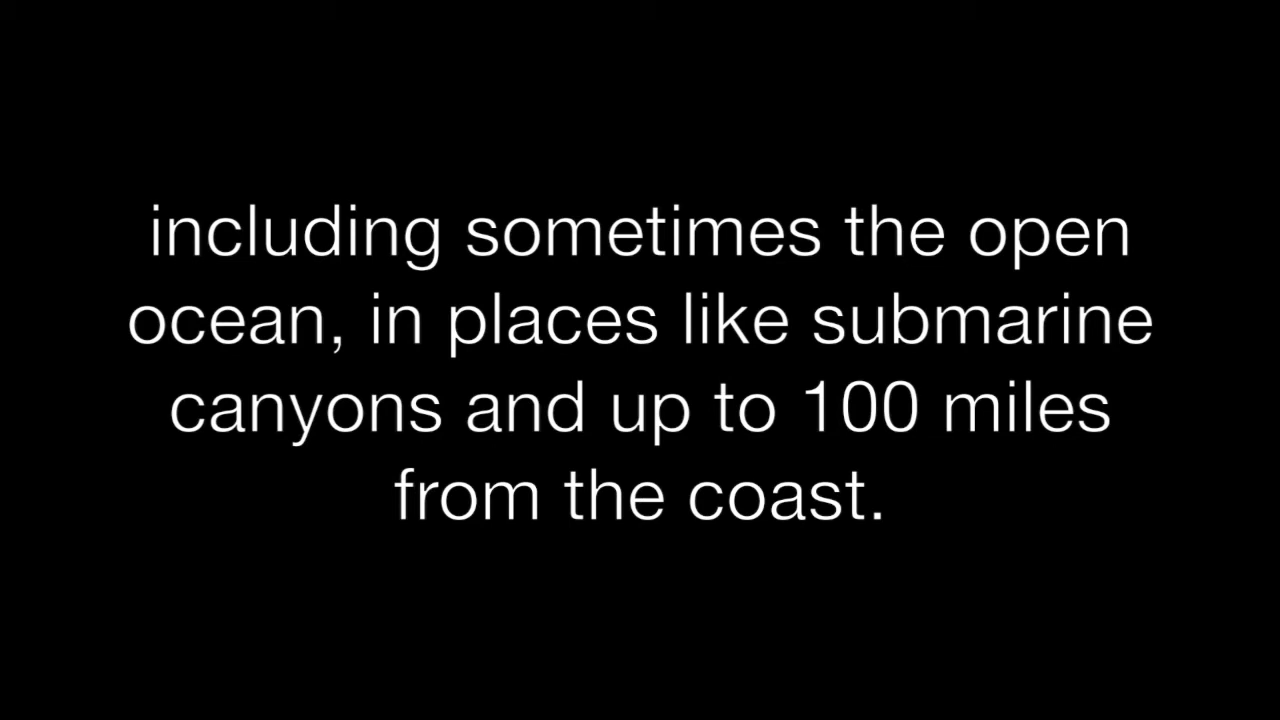 including sometimes the open
ocean, in places like submarine
canyons and up to 100 miles
from the coast.